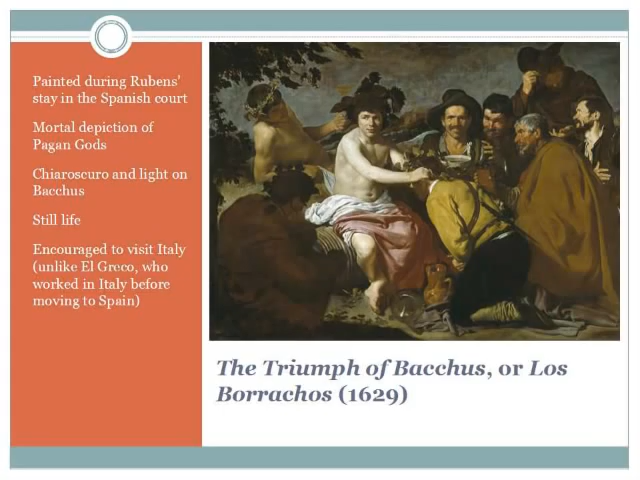 Painted during Rubens'
stay in the Spanish court
Mortal depiction of
Pagan Gods
Chiaroscuro and light on
Bacchus
Still life
Encouraged to visit Italy
(unlike El Greco, who
worked in Italy before
moving to Spain)
The Triumph of Bacchus, or Los
Borrachos (1629)